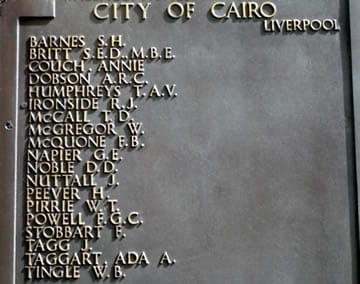 CITY OF CAIRO
LIVERPOOL
BARNES S.H.
BRITT S.E.D., M.B.E.
COUCH, ANNIE
DOBSON A.R.C.
HUMPHREYS T.A.V.
IRONSIDE R.J.
McCALL T.D.
McGREGOR W.
McQUONE F.B.
NAPIER G.E.
NOBLE D.D.
NUTTALL J.
PEEVER H.
PIRRIE W.T.
POWELL F.G.C.
STOBBART F.
TAGG J.
TAGGART, ADA A.
TINGLE W.B.